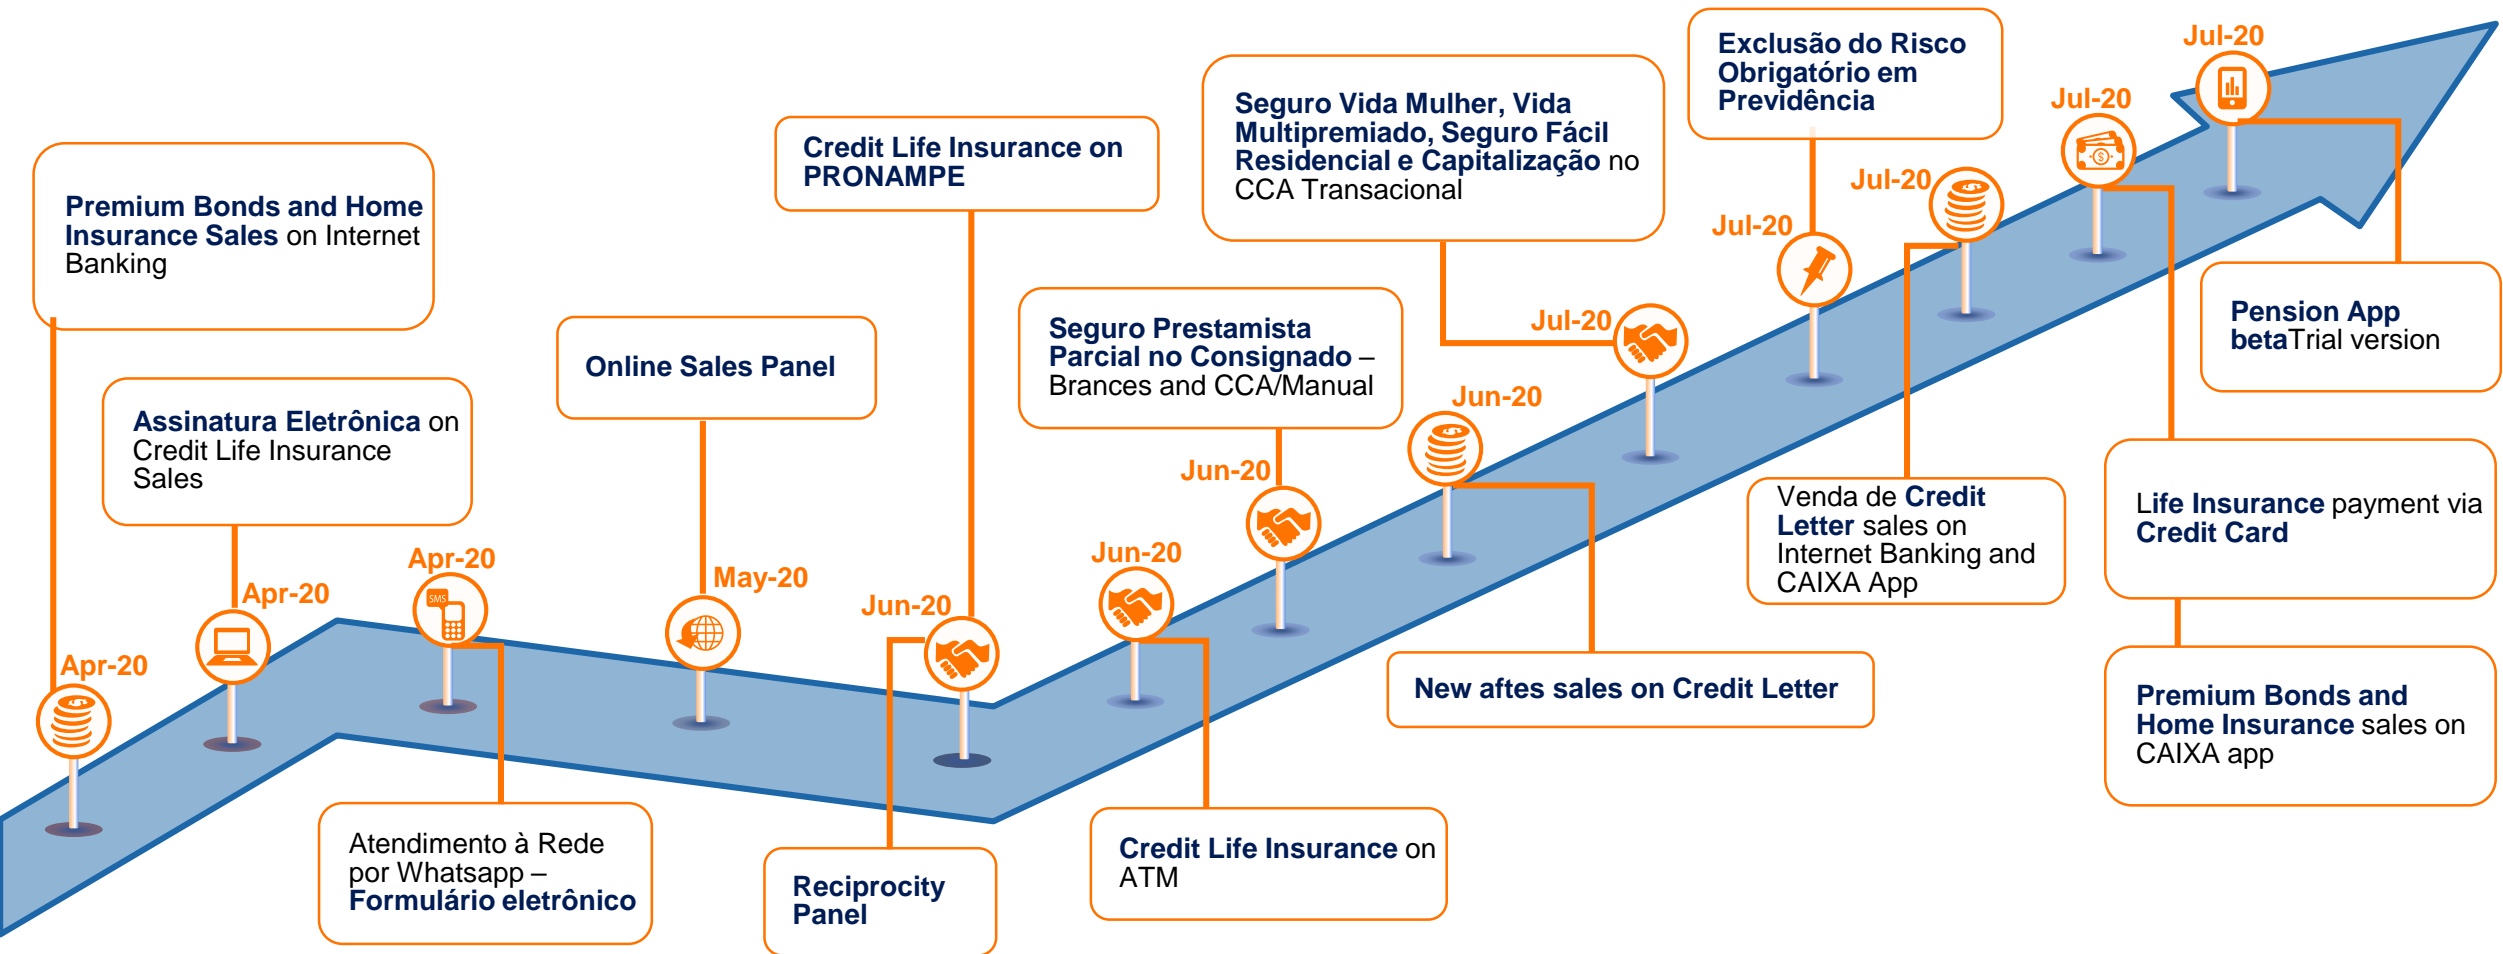 Premium Bonds and Home
Insurance Sales on Internet
Banking
Apr-20
Assinatura Eletrônica on
Credit Life Insurance
Sales
Apr-20
Apr-20
SMS
Atendimento à Rede
por Whatsapp –
Formulário eletrônico
Online Sales Panel
May-20
Credit Life Insurance on
PRONAMPE
Jun-20
Reciprocity
Panel
Jun-20
Credit Life Insurance on
ATM
Seguro Prestamista
Parcial no Consignado –
Brances and CCA/Manual
Jun-20
Jun-20
New aftes sales on Credit Letter
Seguro Vida Mulher, Vida
Multipremiado, Seguro Fácil
Residencial e Capitalização no
CCA Transacional
Jul-20
Exclusão do Risco
Obrigatório em
Previdência
Jul-20
Jul-20
Venda de Credit
Letter sales on
Internet Banking and
CAIXA App
Jul-20
Life Insurance payment via
Credit Card
Premium Bonds and
Home Insurance sales on
CAIXA app
Jul-20
Pension App
betaTrial version